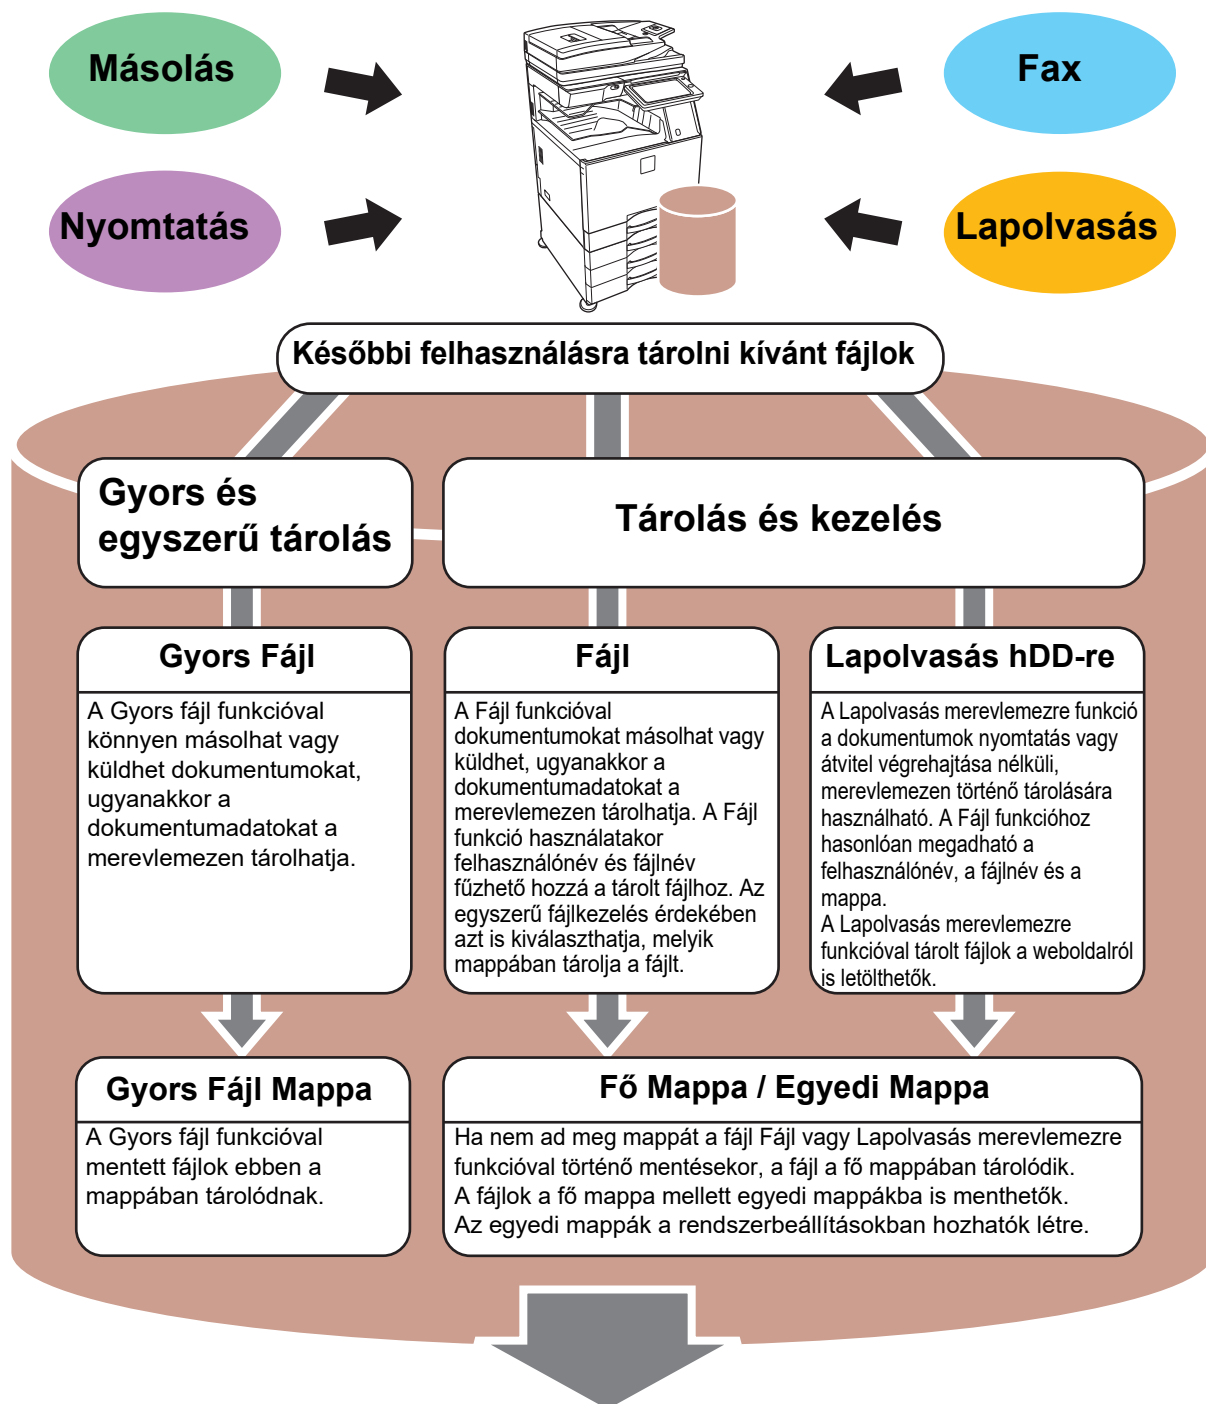 Másolás
Fax
Nyomtatás
Lapolvasás
Későbbi felhasználásra tárolni kívánt fájlok
Gyors és
egyszerű tárolás
Tárolás és kezelés
Gyors Fájl
A Gyors fájl funkcióval
könnyen másolhat vagy
küldhet dokumentumokat,
ugyanakkor a
dokumentumadatokat a
merevlemezen tárolhatja.
Fájl
A Fájl funkcióval
dokumentumokat másolhat vagy
küldhet, ugyanakkor a
dokumentumadatokat a
merevlemezen tárolhatja. A Fájl
funkció használatakor
felhasználónév és fájlnév
fűzhető hozzá a tárolt fájlhoz. Az
egyszerű fájlkezelés érdekében
azt is kiválaszthatja, melyik
mappában tárolja a fájlt.
Lapolvasás hDD-re
A Lapolvasás merevlemezre funkció
a dokumentumok nyomtatás vagy
átvitel végrehajtása nélküli,
merevlemezen történő tárolására
használható. A Fájl funkcióhoz
hasonlóan megadható a
felhasználónév, a fájlnév és a
mappa.
A Lapolvasás merevlemezre
funkcióval tárolt fájlok a weboldalról
is letölthetők.
Gyors Fájl Mappa
A Gyors fájl funkcióval
mentett fájlok ebben a
mappában tárolódnak.
Fő Mappa / Egyedi Mappa
Ha nem ad meg mappát a fájl Fájl vagy Lapolvasás merevlemezre
funkcióval történő mentésekor, a fájl a fő mappában tárolódik.
A fájlok a fő mappa mellett egyedi mappákba is menthetők.
Az egyedi mappák a rendszerbeállításokban hozhatók létre.